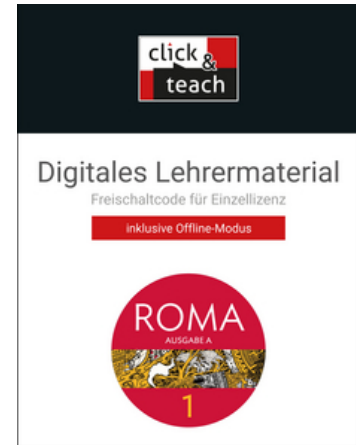 click &
teach
Digitales Lehrermaterial
Freischaltcode für Einzellizenz
inklusive Offline-Modus
ROMA
AUSGABE A
1